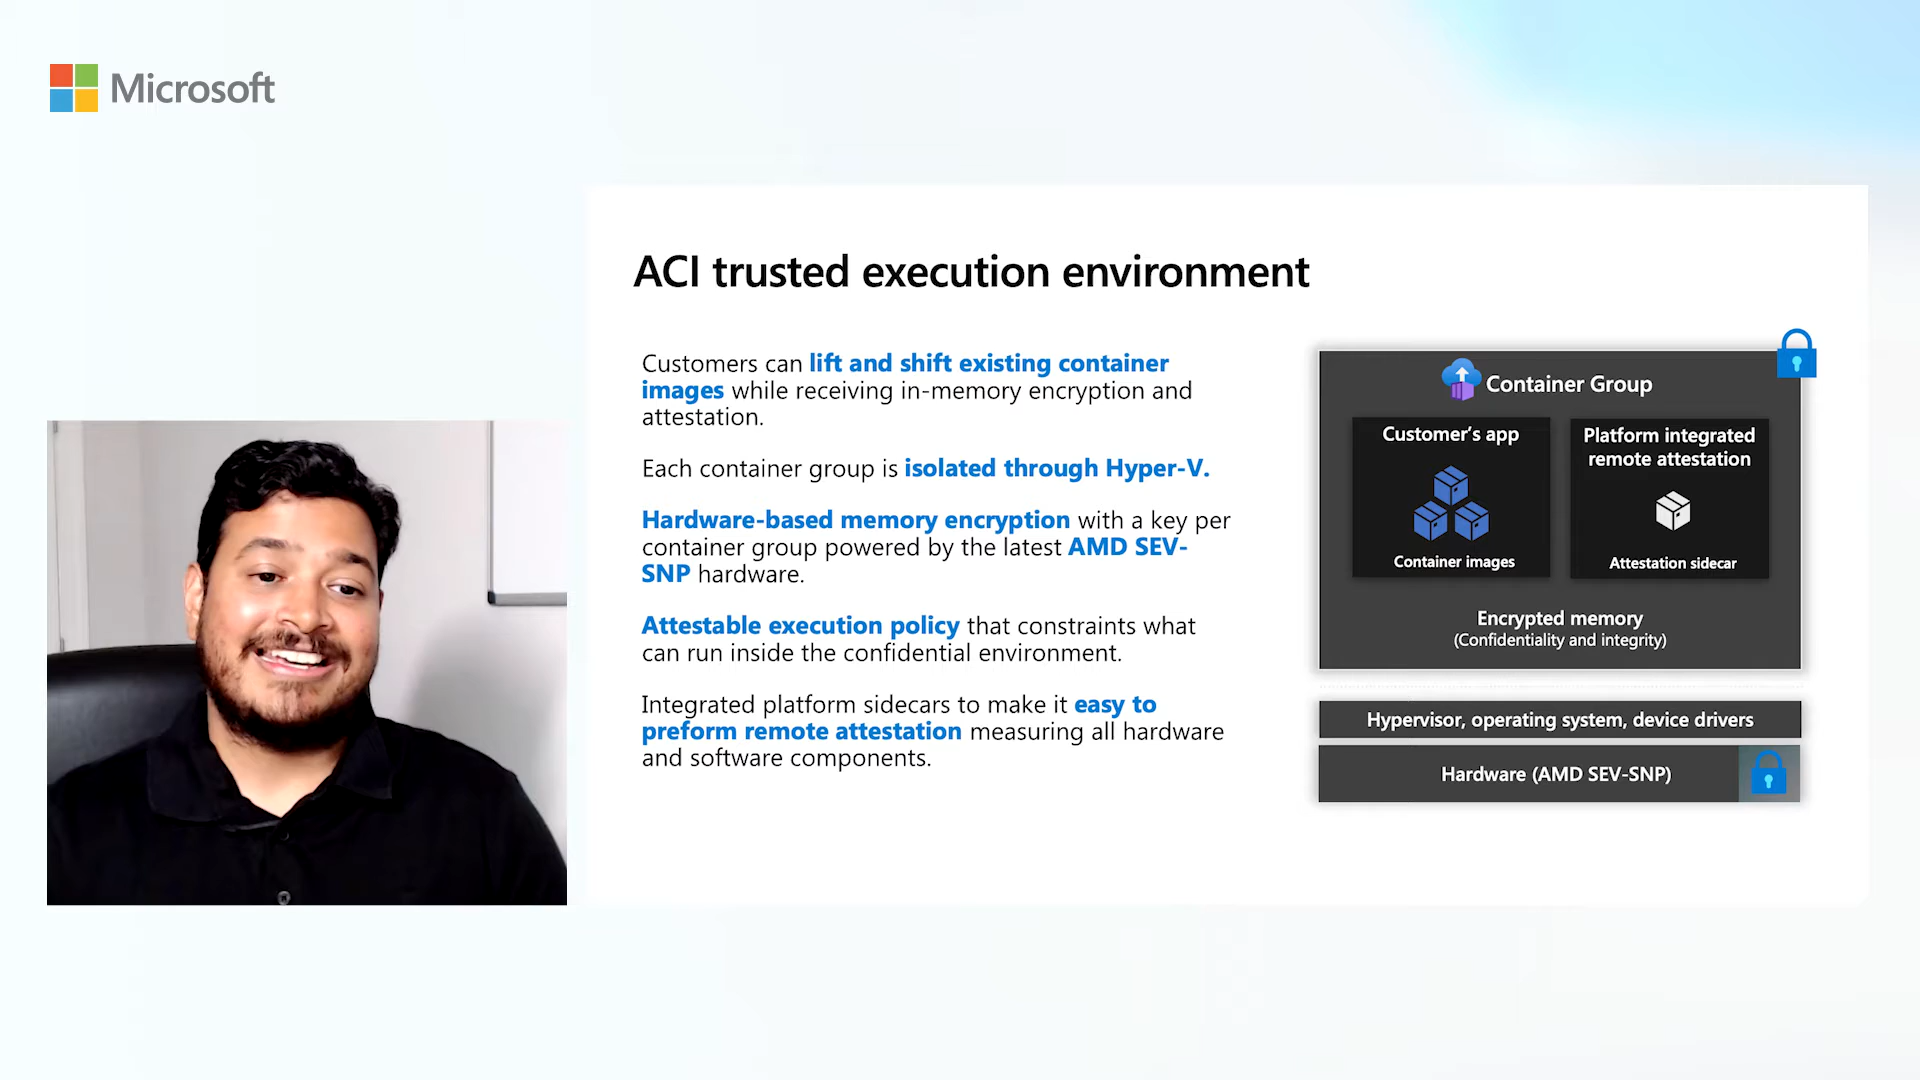 Microsoft
ACI trusted execution environment
Customers can lift and shift existing container
images while receiving in-memory encryption and
attestation.
Each container group is isolated through Hyper-V.
Hardware-based memory encryption with a key per
container group powered by the latest AMD SEV-
SNP hardware.
Attestable execution policy that constraints what
can run inside the confidential environment.
Integrated platform sidecars to make it easy to
preform remote attestation measuring all hardware
and software components.
Container Group
Customer's app
Container images
Platform integrated
remote attestation
Attestation sidecar
Encrypted memory
(Confidentiality and integrity)
Hypervisor, operating system, device drivers
Hardware (AMD SEV-SNP)